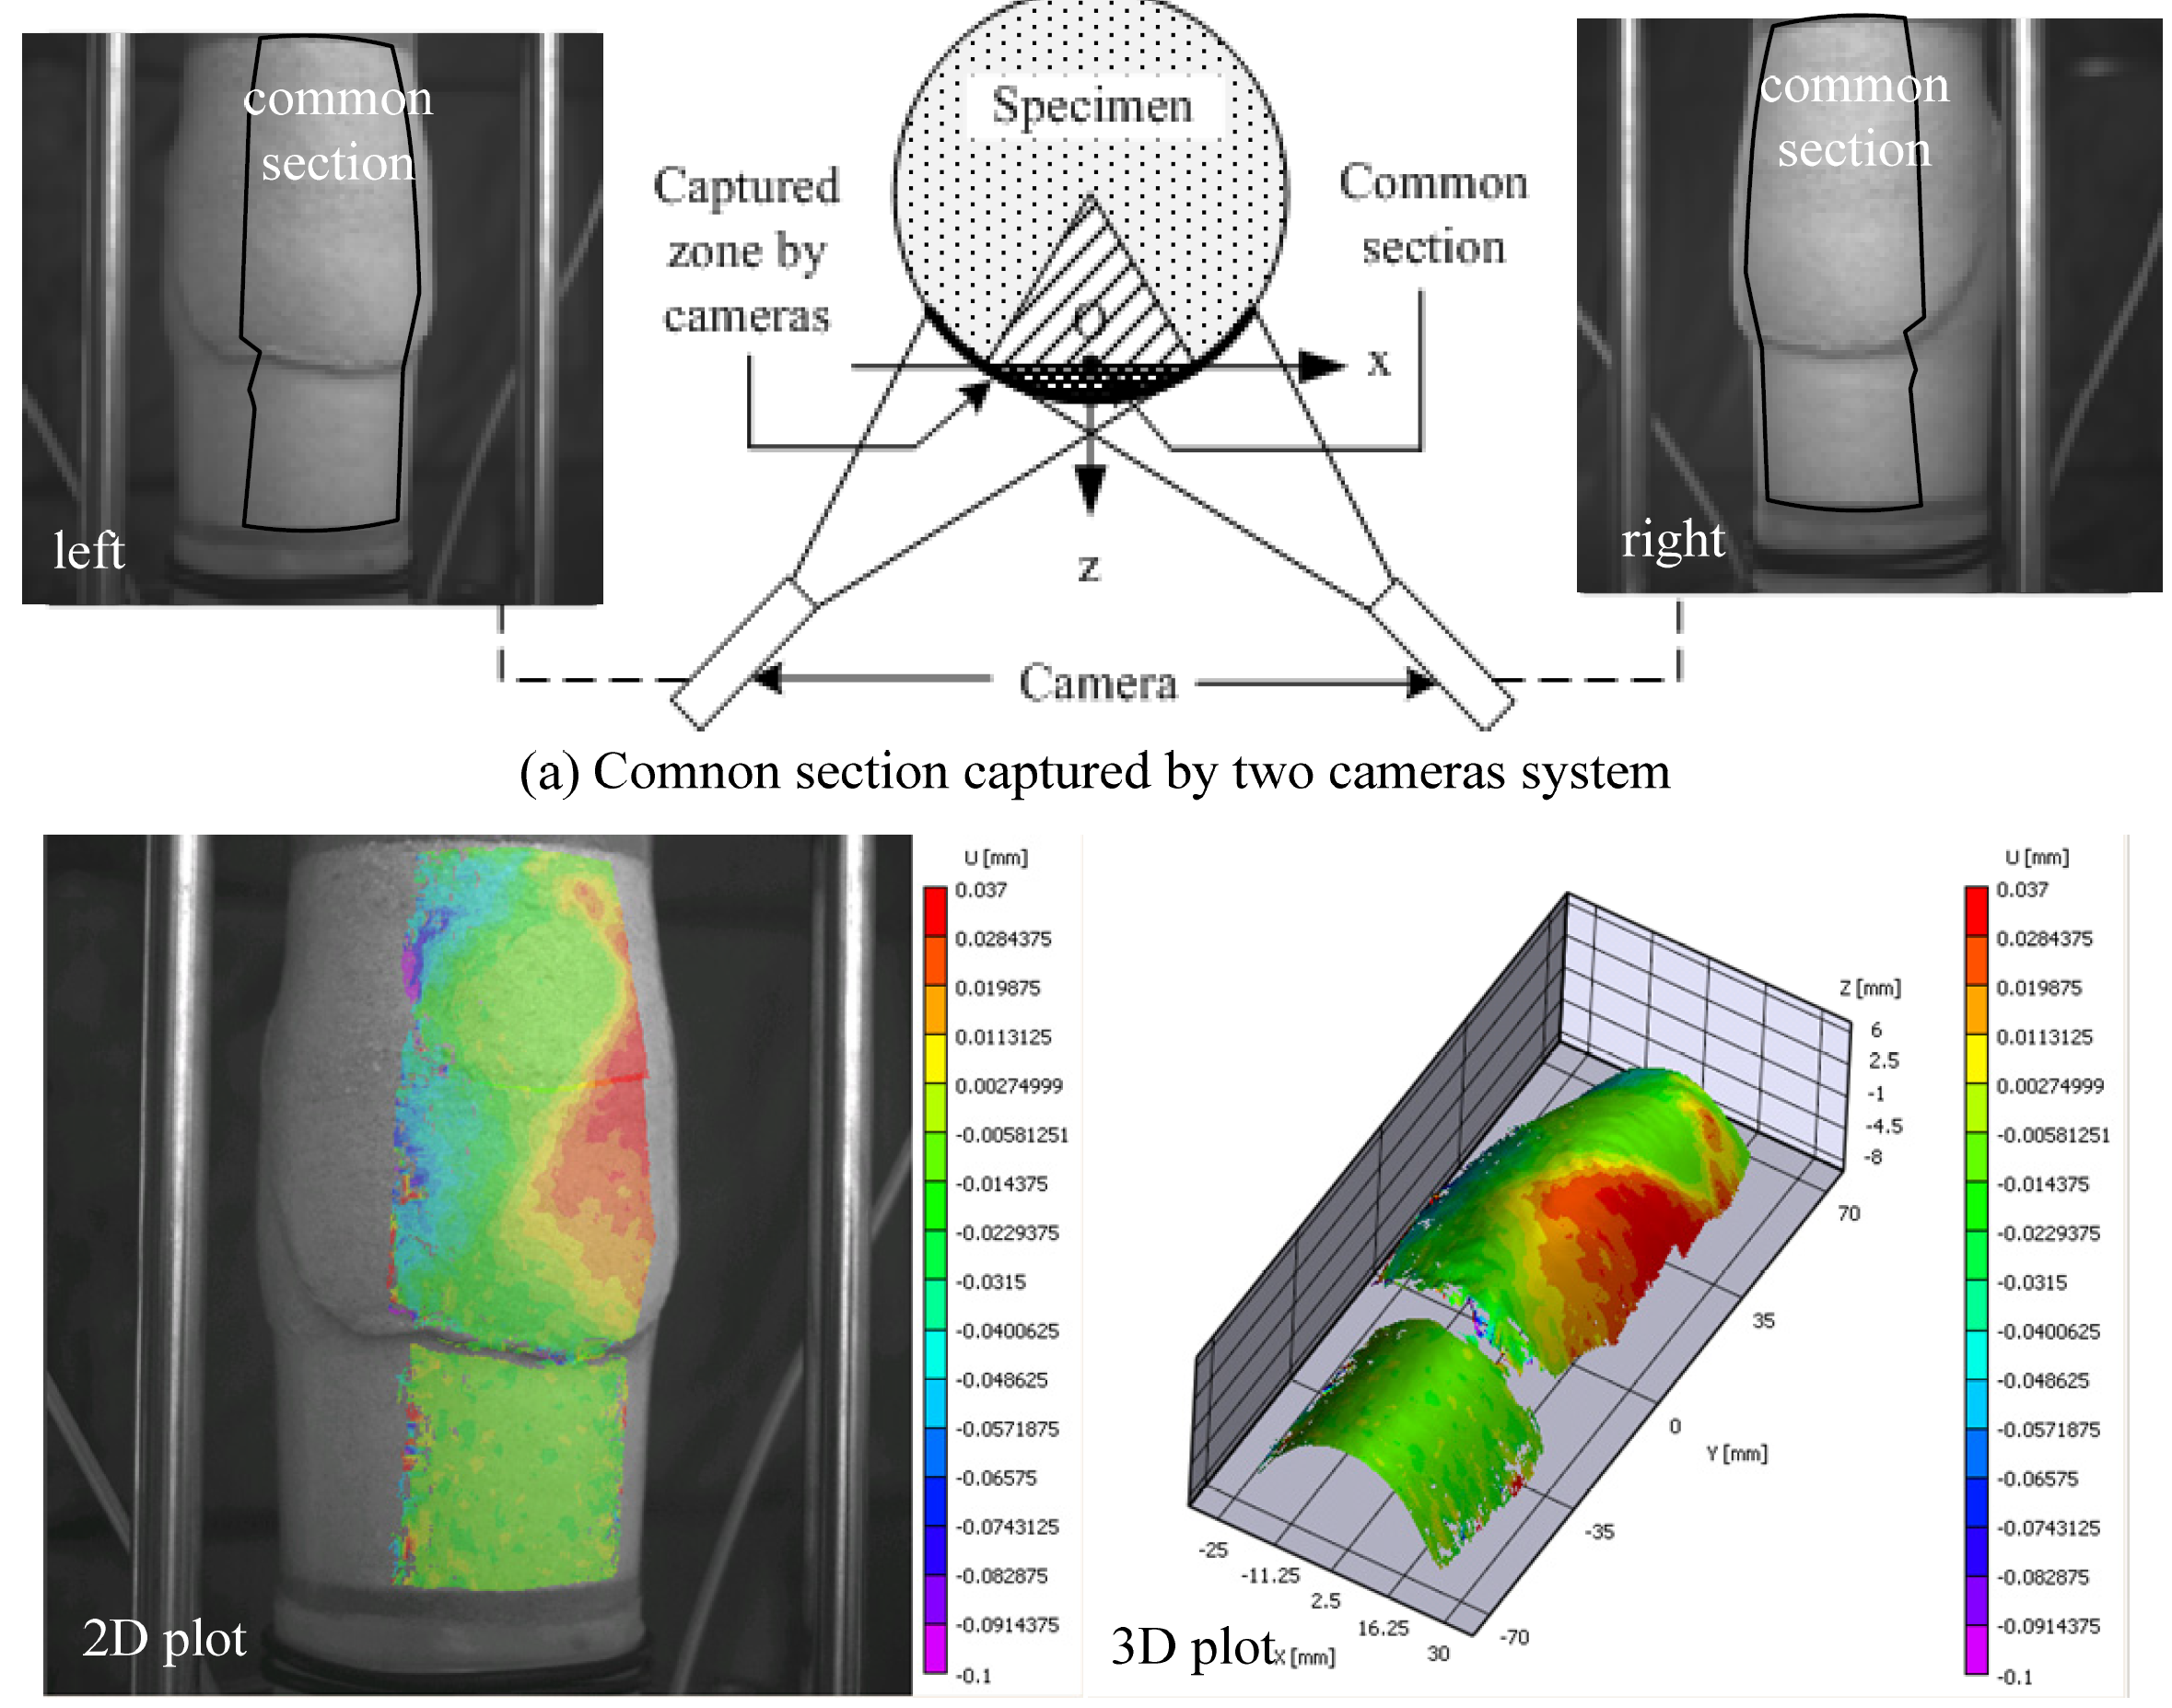 common
section
left
Specimen
Captured
zone by
cameras
Common
section
O
x
z
Camera
common
section
right
(a) Comnon section captured by two cameras system
2D plot
U [mm]
0.037
0.0284375
0.019875
0.0113125
0.00274999
-0.00581251
-0.014375
-0.0229375
-0.0315
-0.0400625
-0.048625
-0.0571875
-0.06575
-0.0743125
-0.082875
-0.0914375
-0.1
3D plot
Z [mm]
6
2.5
-1
-4.5
-8
70
35
0
Y [mm]
-35
-70
-25
-11.25
2.5
16.25
30
X [mm]
U [mm]
0.037
0.0284375
0.019875
0.0113125
0.00274999
-0.00581251
-0.014375
-0.0229375
-0.0315
-0.0400625
-0.048625
-0.0571875
-0.06575
-0.0743125
-0.082875
-0.0914375
-0.1